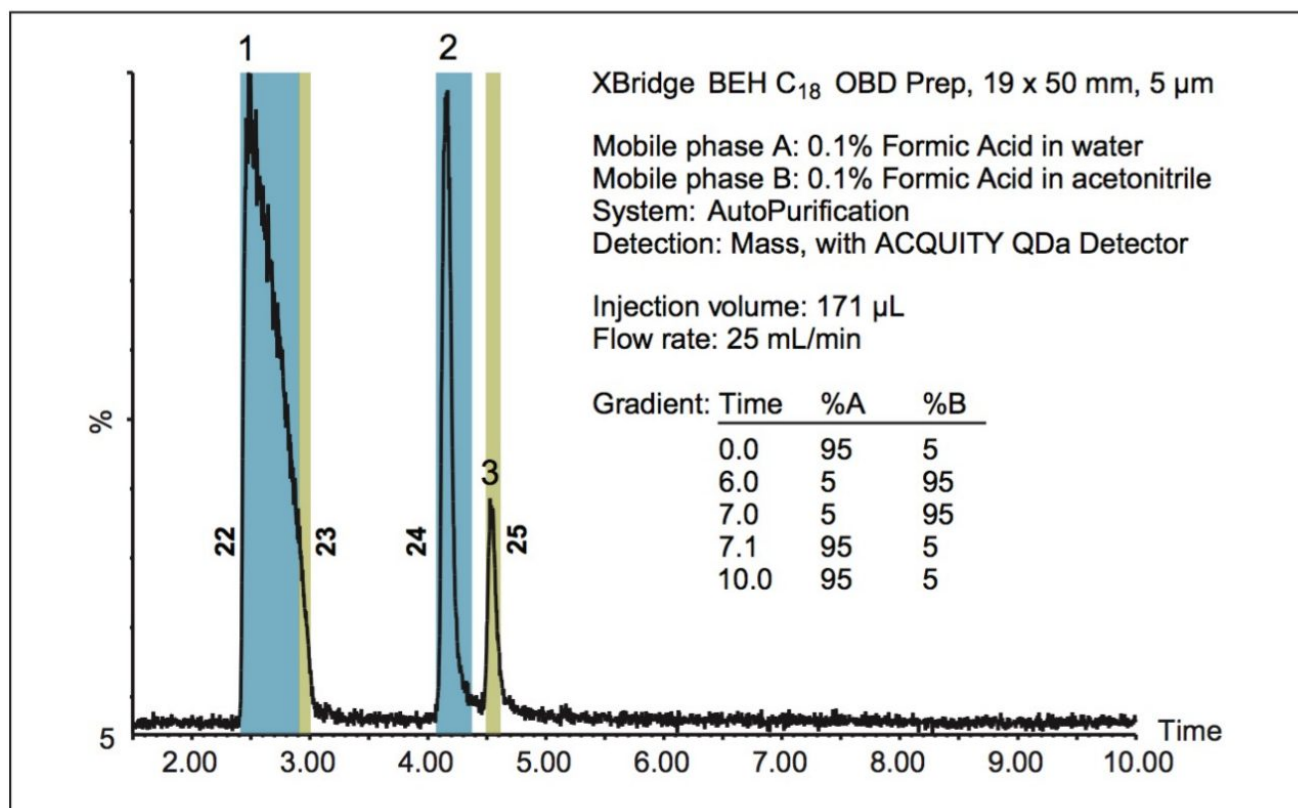 1
2
XBridge BEH C₁₈ OBD Prep, 19 x 50 mm, 5 µm
Mobile phase A: 0.1% Formic Acid in water
Mobile phase B: 0.1% Formic Acid in acetonitrile
System: AutoPurification
Detection: Mass, with ACQUITY QDa Detector
Injection volume: 171 µL
Flow rate: 25 mL/min
Gradient: Time %A %B
0.0 95 5
6.0 5 95
7.0 5 95
7.1 95 5
10.0 95 5
%
3
22 23 24 25
5
Time
2.00 3.00 4.00 5.00 6.00 7.00 8.00 9.00 10.00